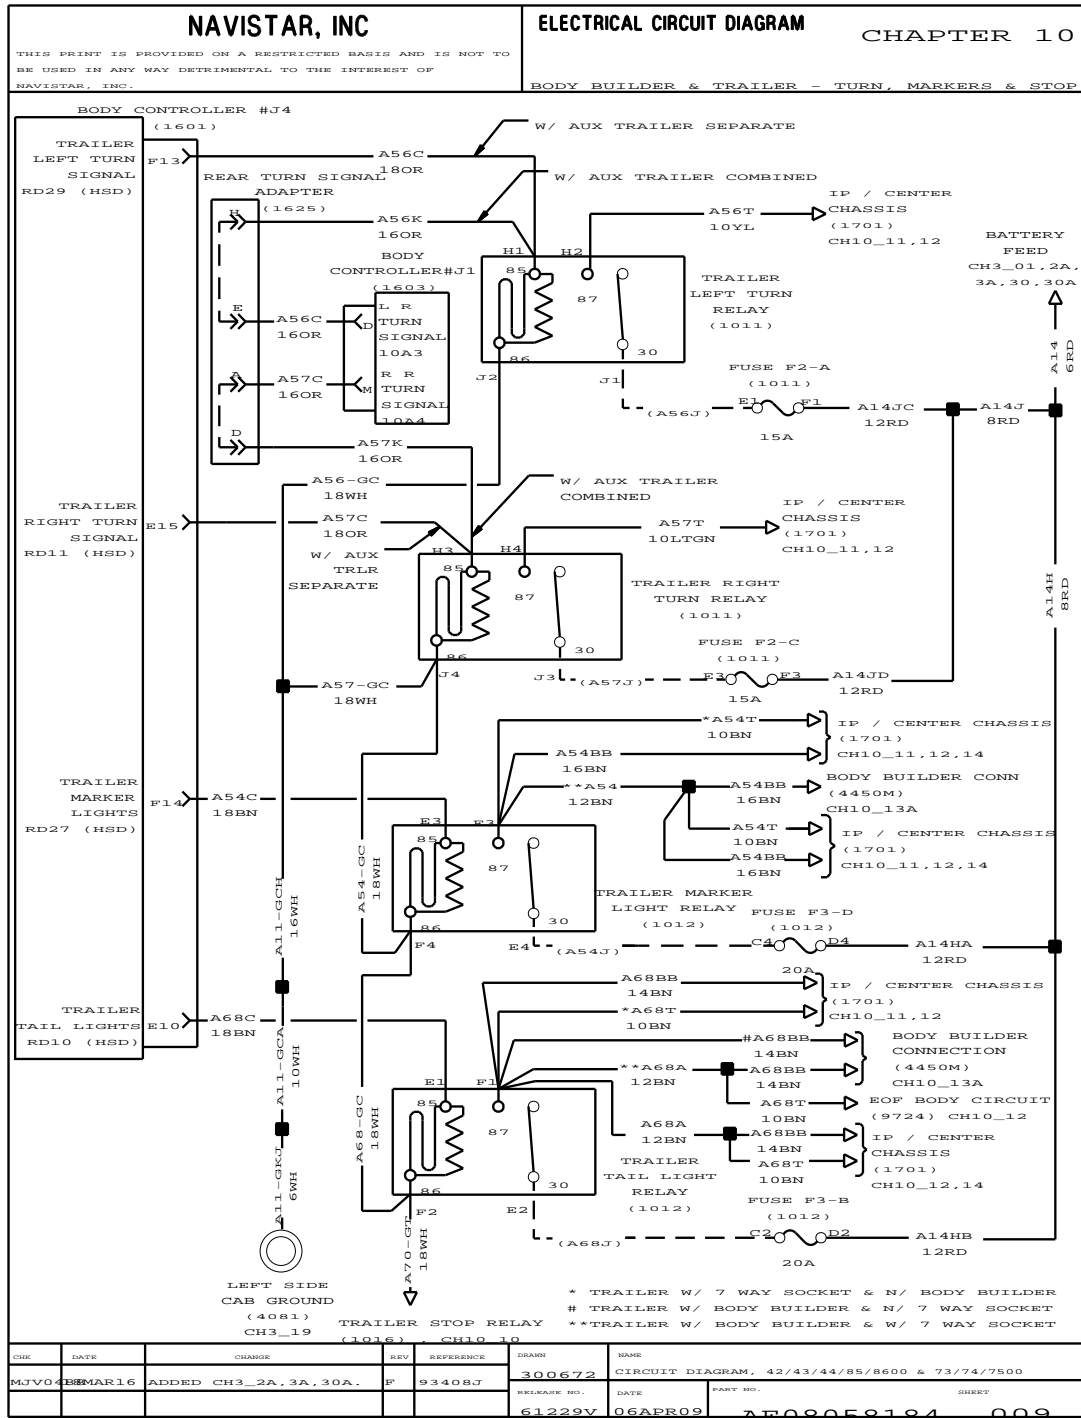 NAVISTAR, INC
THIS PRINT IS PROVIDED ON A RESTRICTED BASIS AND IS NOT TO
BE USED IN ANY WAY DETRIMENTAL TO THE INTEREST OF
NAVISTAR, INC.
ELECTRICAL CIRCUIT DIAGRAM
CHAPTER 10
BODY BUILDER & TRAILER - TURN, MARKERS & STOP
BODY CONTROLLER #J4
(1601)
TRAILER
LEFT TURN
SIGNAL
RD29 (HSD)
F13
A56C
18OR
W/ AUX TRAILER SEPARATE
REAR TURN SIGNAL
ADAPTER
(1625)
W/ AUX TRAILER COMBINED
H
A56K
16OR
E
A56C
16OR
A
A57C
16OR
D
A57K
16OR
BODY
CONTROLLER#J1
(1603)
D
L R
TURN
SIGNAL
10A3
M
R R
TURN
SIGNAL
10A4
H1
H2
85
87
86
30
J2
J1
A56T
10YL
IP / CENTER
CHASSIS
(1701)
CH10_11,12
TRAILER
LEFT TURN
RELAY
(1011)
BATTERY
FEED
CH3_01,2A,
3A,30,30A
A14
6RD
FUSE F2-A
(1011)
(A56J)
E1
F1
15A
A14JC
12RD
A14J
8RD
A56-GC
18WH
W/ AUX TRAILER
COMBINED
TRAILER
RIGHT TURN
SIGNAL
RD11 (HSD)
E15
A57C
18OR
W/ AUX
TRLR
SEPARATE
H3
H4
85
87
86
30
J4
J3
A57T
10LTGN
IP / CENTER
CHASSIS
(1701)
CH10_11,12
TRAILER RIGHT
TURN RELAY
(1011)
A14H
8RD
FUSE F2-C
(1011)
(A57J)
E3
F3
15A
A14JD
12RD
A57-GC
18WH
*A54T
10BN
A54BB
16BN
IP / CENTER CHASSIS
(1701)
CH10_11,12,14
**A54
12BN
A54BB
16BN
BODY BUILDER CONN
(4450M)
CH10_13A
A54T
10BN
A54BB
16BN
IP / CENTER CHASSIS
(1701)
CH10_11,12,14
TRAILER
MARKER
LIGHTS
RD27 (HSD)
F14
A54C
18BN
E3
F3
85
87
86
30
F4
E4
A54-GC
18WH
A11-GCH
16WH
TRAILER MARKER
LIGHT RELAY
(1012)
FUSE F3-D
(1012)
(A54J)
C4
D4
20A
A14HA
12RD
A68BB
14BN
*A68T
10BN
IP / CENTER CHASSIS
(1701)
CH10_11,12
TRAILER
TAIL LIGHTS
RD10 (HSD)
E10
A68C
18BN
#A68BB
14BN
**A68A
12BN
A68BB
14BN
BODY BUILDER
CONNECTION
(4450M)
CH10_13A
A68T
10BN
EOF BODY CIRCUIT
(9724) CH10_12
A68A
12BN
A68BB
14BN
A68T
10BN
IP / CENTER
CHASSIS
(1701)
CH10_12,14
E1
F1
85
87
86
30
F2
E2
A68-GC
18WH
A11-GCA
10WH
A11-GKJ
6WH
TRAILER
TAIL LIGHT
RELAY
(1012)
FUSE F3-B
(1012)
(A68J)
C2
D2
20A
A14HB
12RD
A70-GT
18WH
LEFT SIDE
CAB GROUND
(4081)
CH3_19
TRAILER STOP RELAY
(1016) , CH10_10
* TRAILER W/ 7 WAY SOCKET & N/ BODY BUILDER
# TRAILER W/ BODY BUILDER & N/ 7 WAY SOCKET
**TRAILER W/ BODY BUILDER & W/ 7 WAY SOCKET
CHK DATE CHANGE REV REFERENCE
ADDED CH3_2A,3A,30A. F 93408J
DRAWN
300672
NAME
CIRCUIT DIAGRAM, 42/43/44/85/8600 & 73/74/7500
RELEASE NO.
61229V
DATE
06APR09
PART NO.
AF08058184
SHEET
009